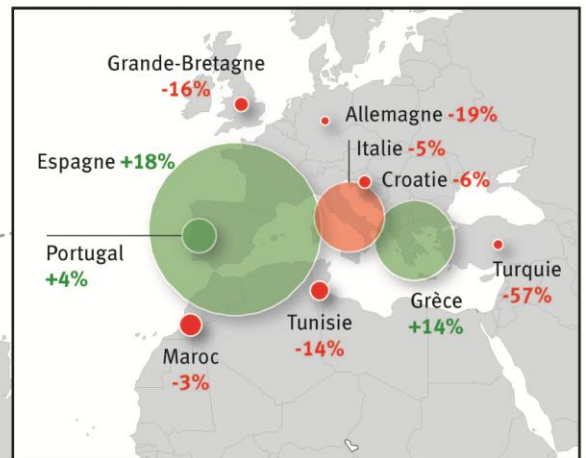 Grande-Bretagne
-16%
Allemagne -19%
Italie -5%
Espagne +18%
Croatie -6%
Portugal
+4%
Turquie
-57%
Grèce
+14%
Tunisie
-14%
Maroc
-3%